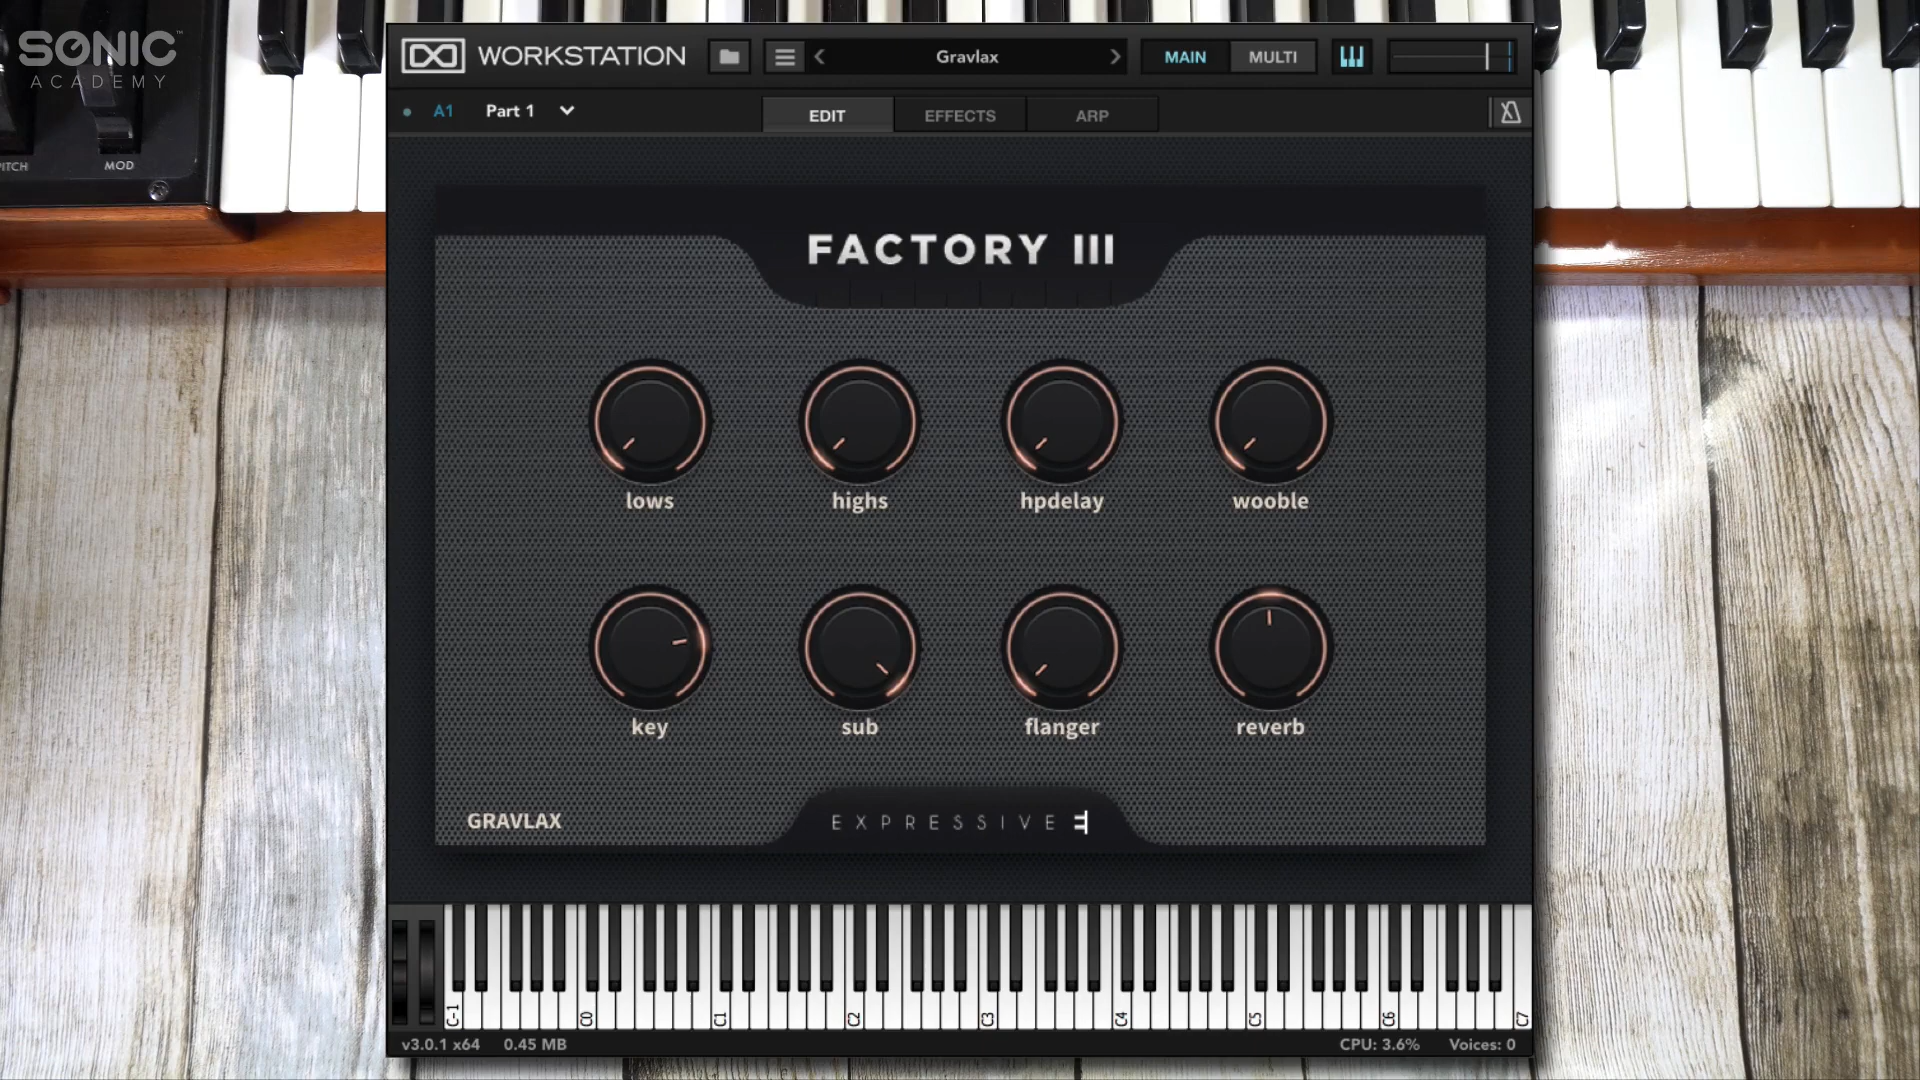 SONIC™
ACADEMY
PITCH
MOD
WORKSTATION
Gravlax
MAIN
MULTI
A1
Part 1
EDIT
EFFECTS
ARP
FACTORY III
lows
highs
hpdelay
wooble
key
sub
flanger
reverb
GRAVLAX
EXPRESSIVE E
C-1
C0
C1
C2
C3
C4
C5
C6
C7
v3.0.1 x64
0.45 MB
CPU: 3.6%
Voices: 0